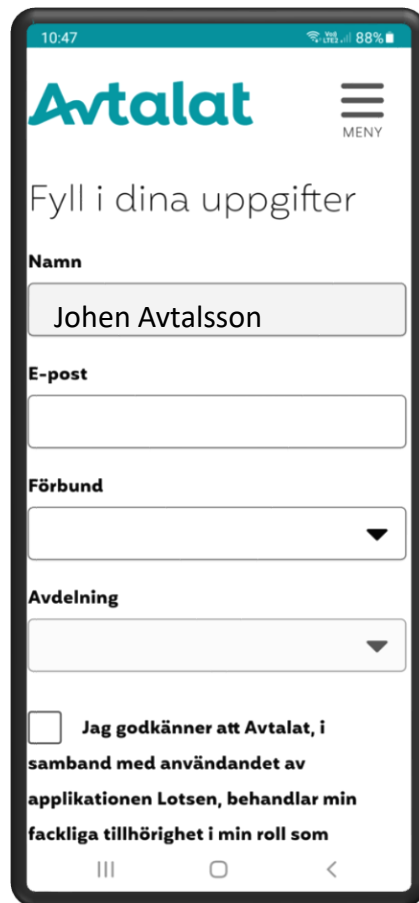 10:47 88%
Avtalat
MENY
Fyll i dina uppgifter
Namn
Johen Avtalsson
E-post
Förbund
Avdelning
Jag godkänner att Avtalat, i
samband med användandet av
applikationen Lotsen, behandlar min
fackliga tillhörighet i min roll som